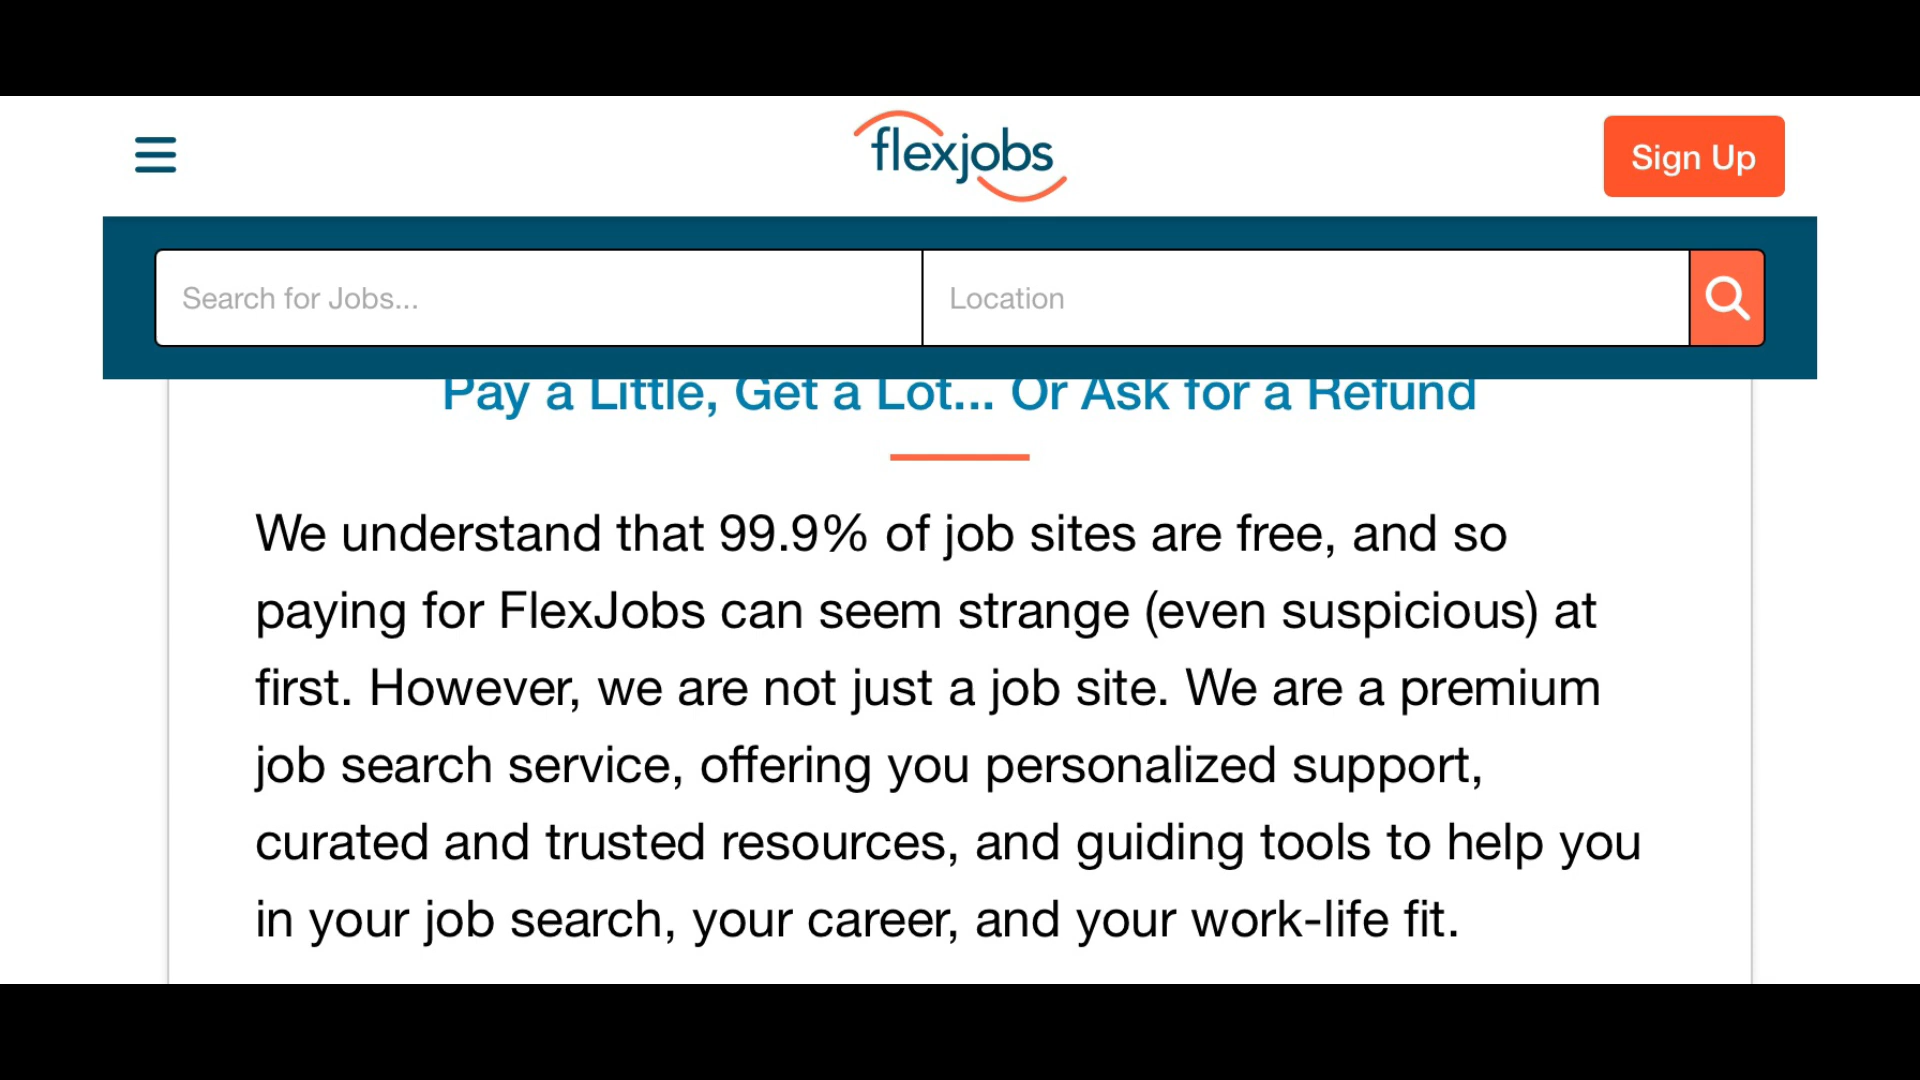 flexjobs
Sign Up
Search for Jobs...
Location
Pay a Little, Get a Lot... Or Ask for a Refund
We understand that 99.9% of job sites are free, and so
paying for FlexJobs can seem strange (even suspicious) at
first. However, we are not just a job site. We are a premium
job search service, offering you personalized support,
curated and trusted resources, and guiding tools to help you
in your job search, your career, and your work-life fit.